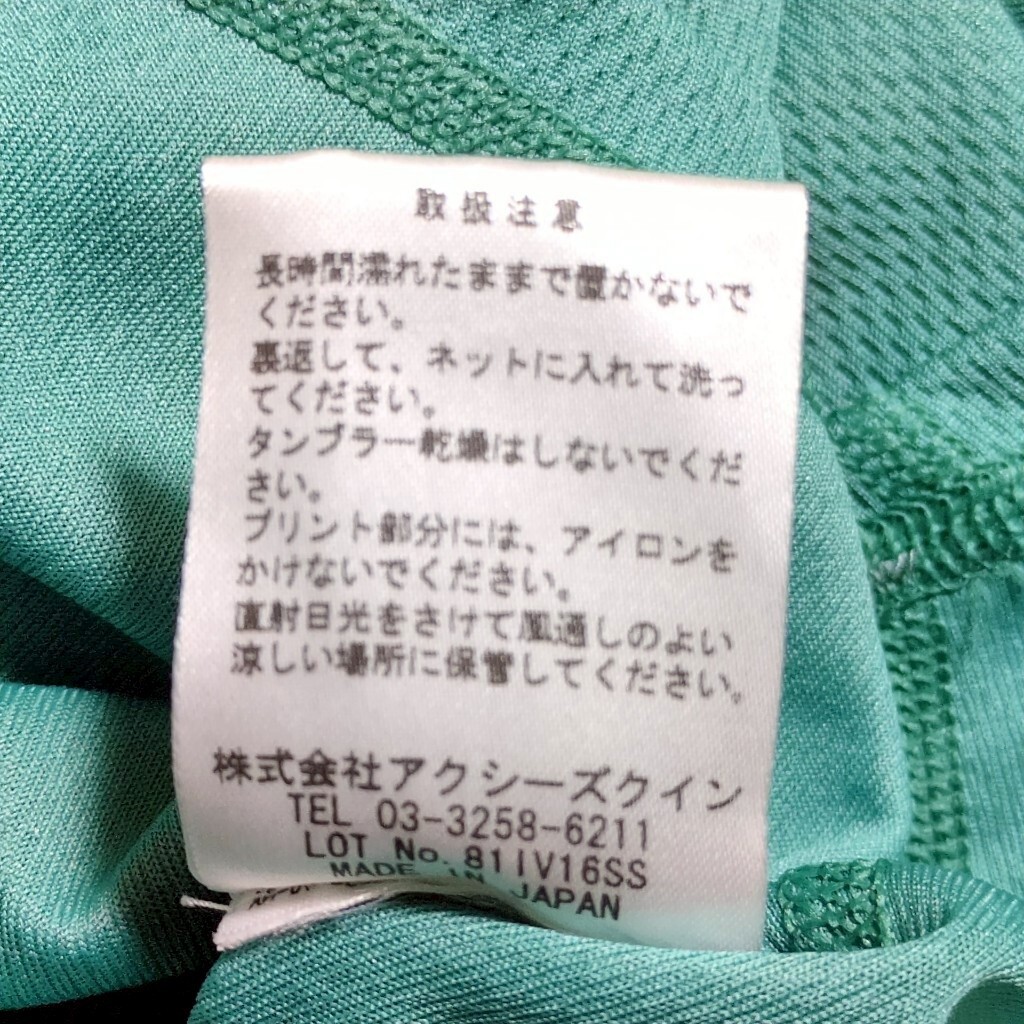 取扱注意
長時間濡れたままで置かないで
ください。
裏返して、ネットに入れて洗っ
てください。
タンブラー乾燥はしないでくだ
さい。
プリント部分には、アイロンを
かけないでください。
直射日光をさけて風通しのよい
涼しい場所に保管してください。
株式会社アクシーズクイン
TEL 03-3258-6211
LOT No. 811V16SS
MADE IN JAPAN